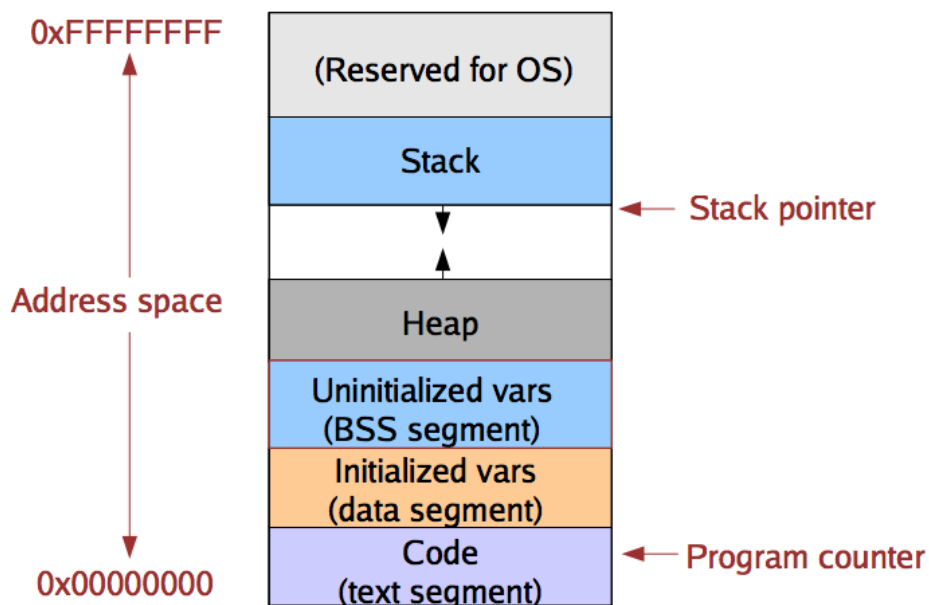 0xFFFFFFFF
(Reserved for OS)
Stack
Stack pointer
Address space
Heap
Uninitialized vars
(BSS segment)
Initialized vars
(data segment)
Code
(text segment)
Program counter
0x00000000